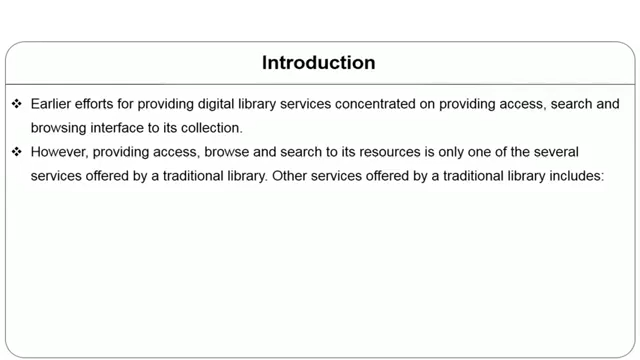 Introduction
❖ Earlier efforts for providing digital library services concentrated on providing access, search and
browsing interface to its collection.
❖ However, providing access, browse and search to its resources is only one of the several
services offered by a traditional library. Other services offered by a traditional library includes: